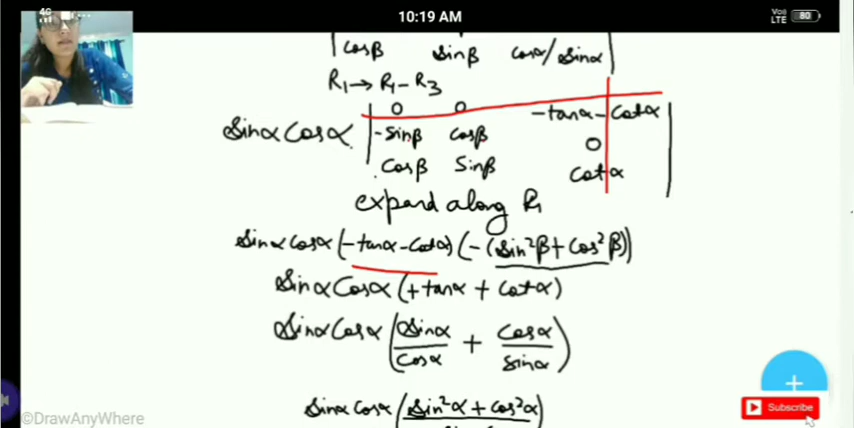 4G
10:19 AM
Vo)) LTE 80
cosβ sinβ cosα/sinα
R₁→ R₁-R₃
0 0 -tanα-cotα
sinα cosα -sinβ cosβ 0
cosβ sinβ cotα
expand along R₁
sinα cosα (-tanα-cotα) (-(sin²β+cos²β))
sinα cosα (+tanα + cotα)
sinα cosα (sinα/cosα + cosα/sinα)
sinα cosα (sin²α + cos²α)
Subscribe
©DrawAnyWhere